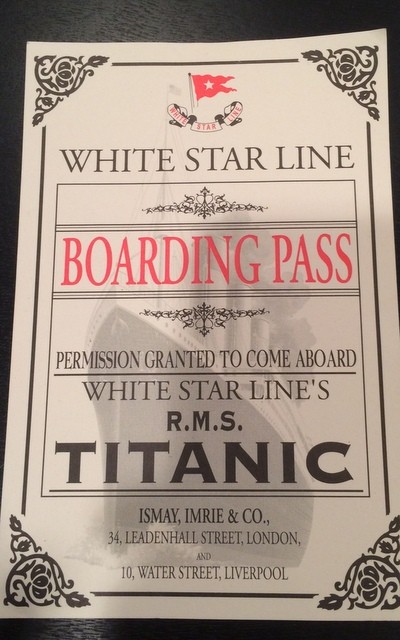 WHITE STAR LINE
WHITE STAR LINE
BOARDING PASS
PERMISSION GRANTED TO COME ABOARD
WHITE STAR LINE'S
R.M.S.
TITANIC
ISMAY, IMRIE & CO.,
34, LEADENHALL STREET, LONDON,
AND
10, WATER STREET, LIVERPOOL